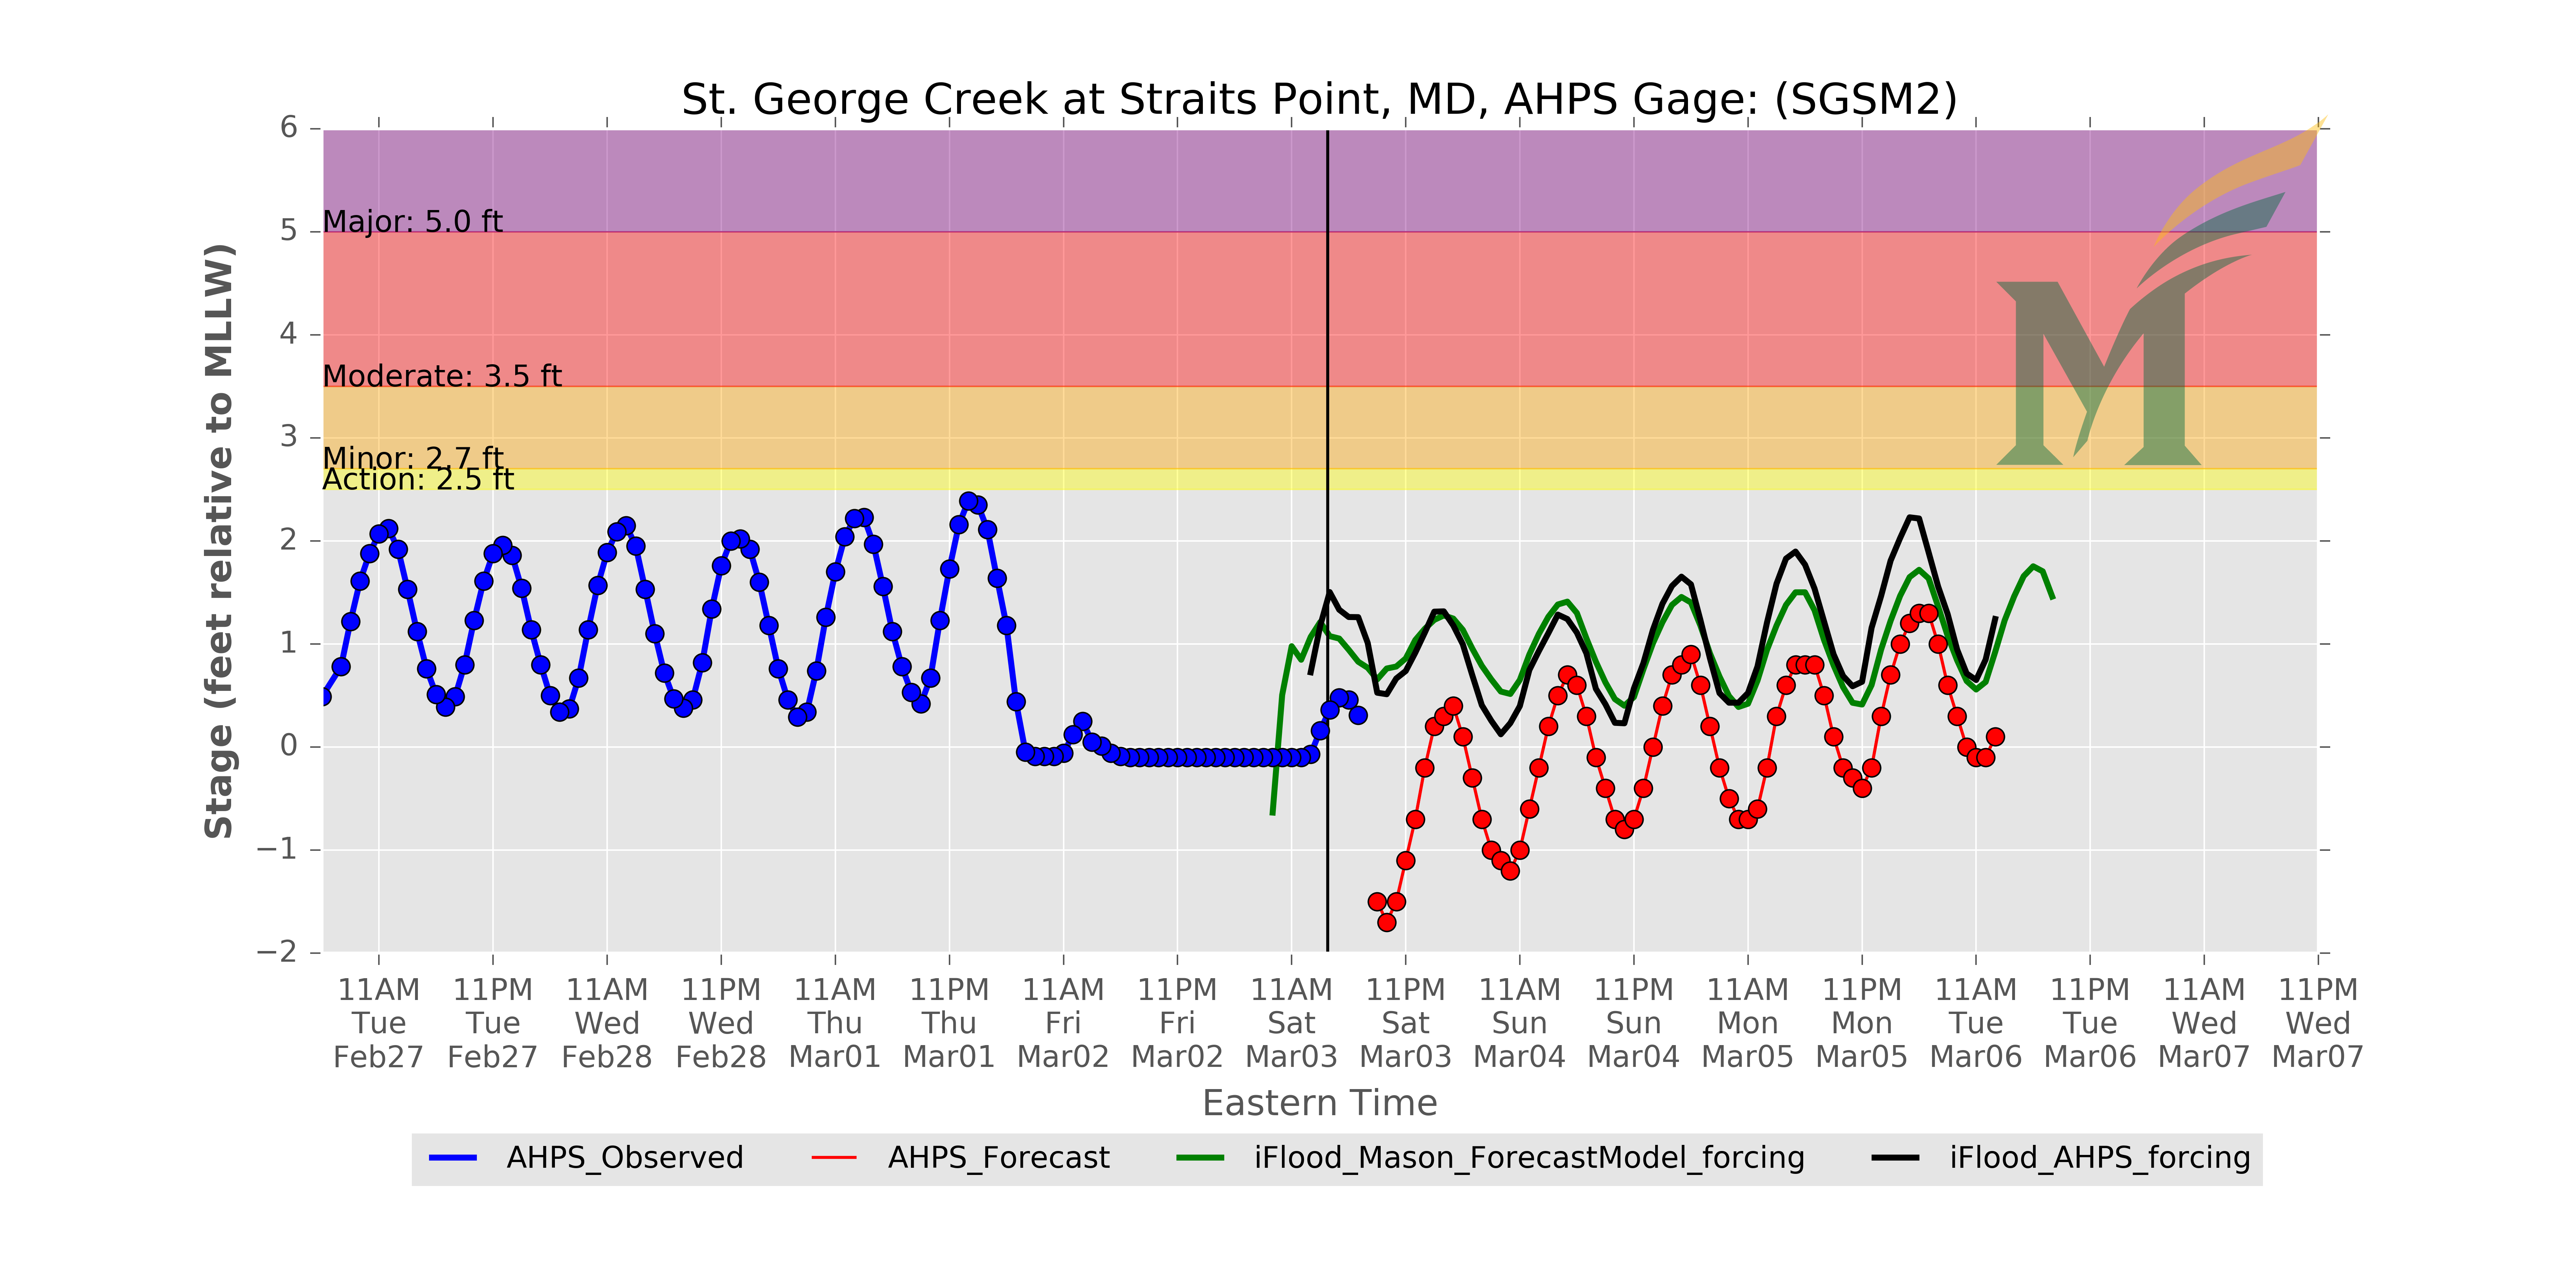 St. George Creek at Straits Point, MD, AHPS Gage: (SGSM2)
Stage (feet relative to MLLW)
6
5
4
3
2
1
0
−1
−2
Major: 5.0 ft
Moderate: 3.5 ft
Minor: 2.7 ft
Action: 2.5 ft
M
11AM 11PM 11AM 11PM 11AM 11PM 11AM 11PM 11AM 11PM 11AM 11PM 11AM 11PM 11AM 11PM 11AM 11PM
Tue Tue Wed Wed Thu Thu Fri Fri Sat Sat Sun Sun Mon Mon Tue Tue Wed Wed
Feb27 Feb27 Feb28 Feb28 Mar01 Mar01 Mar02 Mar02 Mar03 Mar03 Mar04 Mar04 Mar05 Mar05 Mar06 Mar06 Mar07 Mar07
Eastern Time
AHPS_Observed AHPS_Forecast iFlood_Mason_ForecastModel_forcing iFlood_AHPS_forcing